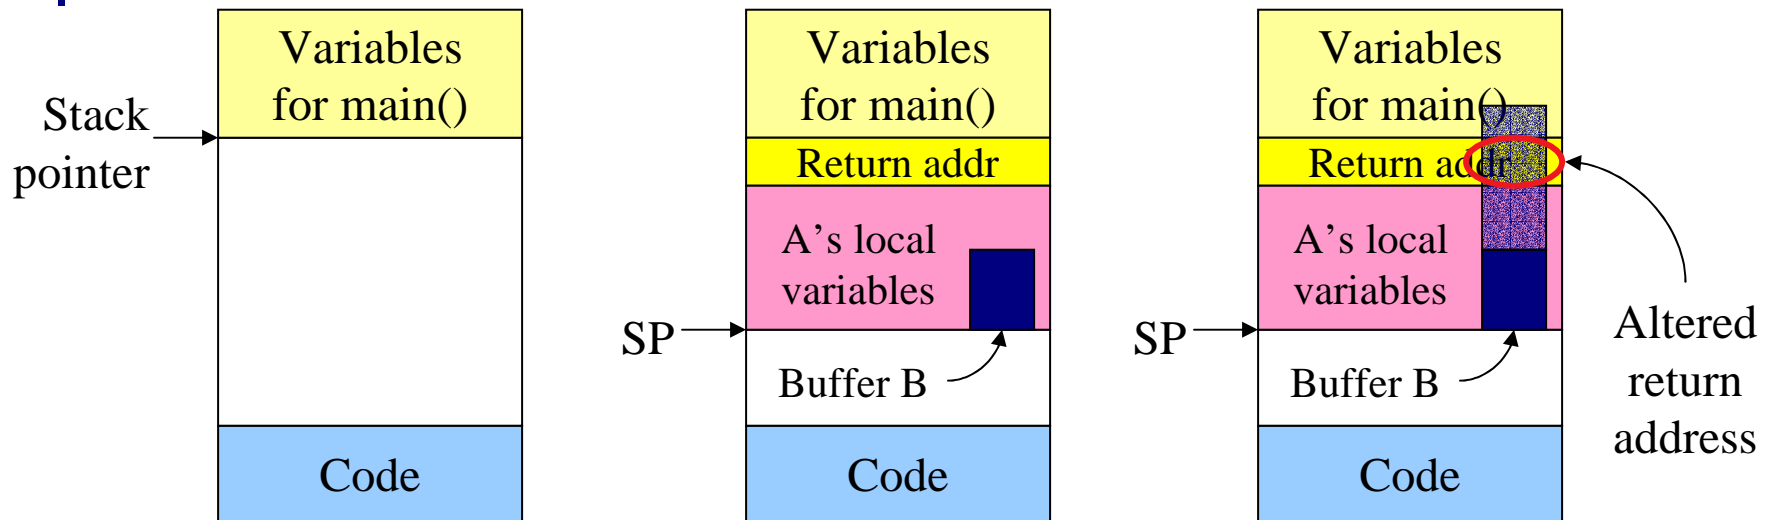 Variables
for main()
Stack
pointer
Code
Variables
for main()
Return addr
A's local
variables
SP
Buffer B
Code
Variables
for main()
Return addr
A's local
variables
SP
Buffer B
Code
Altered
return
address